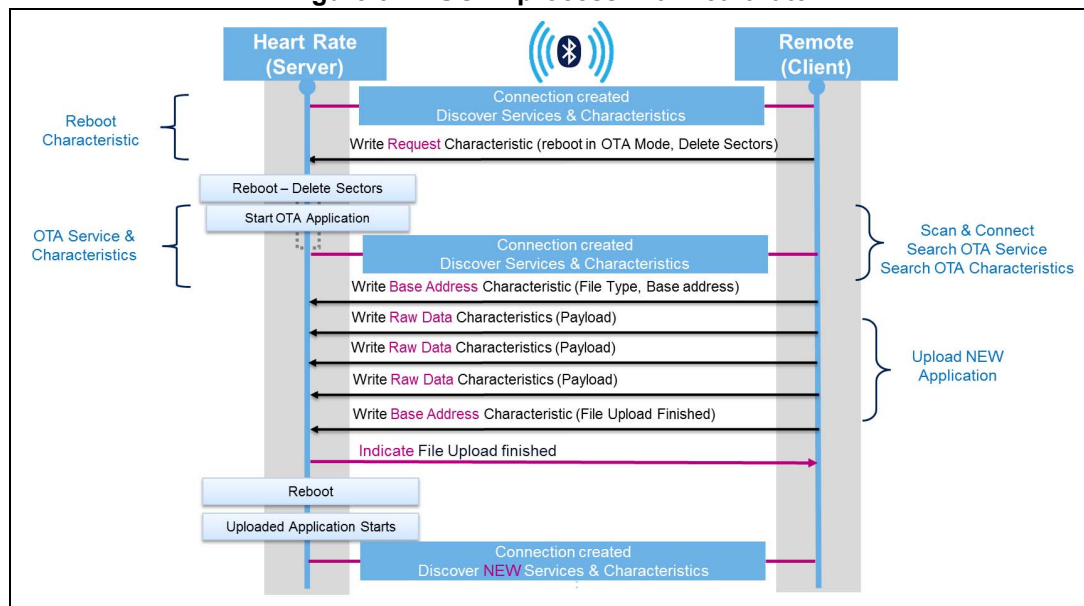 Heart Rate
(Server)
Remote
(Client)
Connection created
Discover Services & Characteristics
Reboot
Characteristic
Write Request Characteristic (reboot in OTA Mode, Delete Sectors)
Reboot – Delete Sectors
Start OTA Application
OTA Service &
Characteristics
Connection created
Discover Services & Characteristics
Scan & Connect
Search OTA Service
Search OTA Characteristics
Write Base Address Characteristic (File Type, Base address)
Write Raw Data Characteristics (Payload)
Write Raw Data Characteristics (Payload)
Write Raw Data Characteristics (Payload)
Upload NEW
Application
Write Base Address Characteristic (File Upload Finished)
Indicate File Upload finished
Reboot
Uploaded Application Starts
Connection created
Discover NEW Services & Characteristics